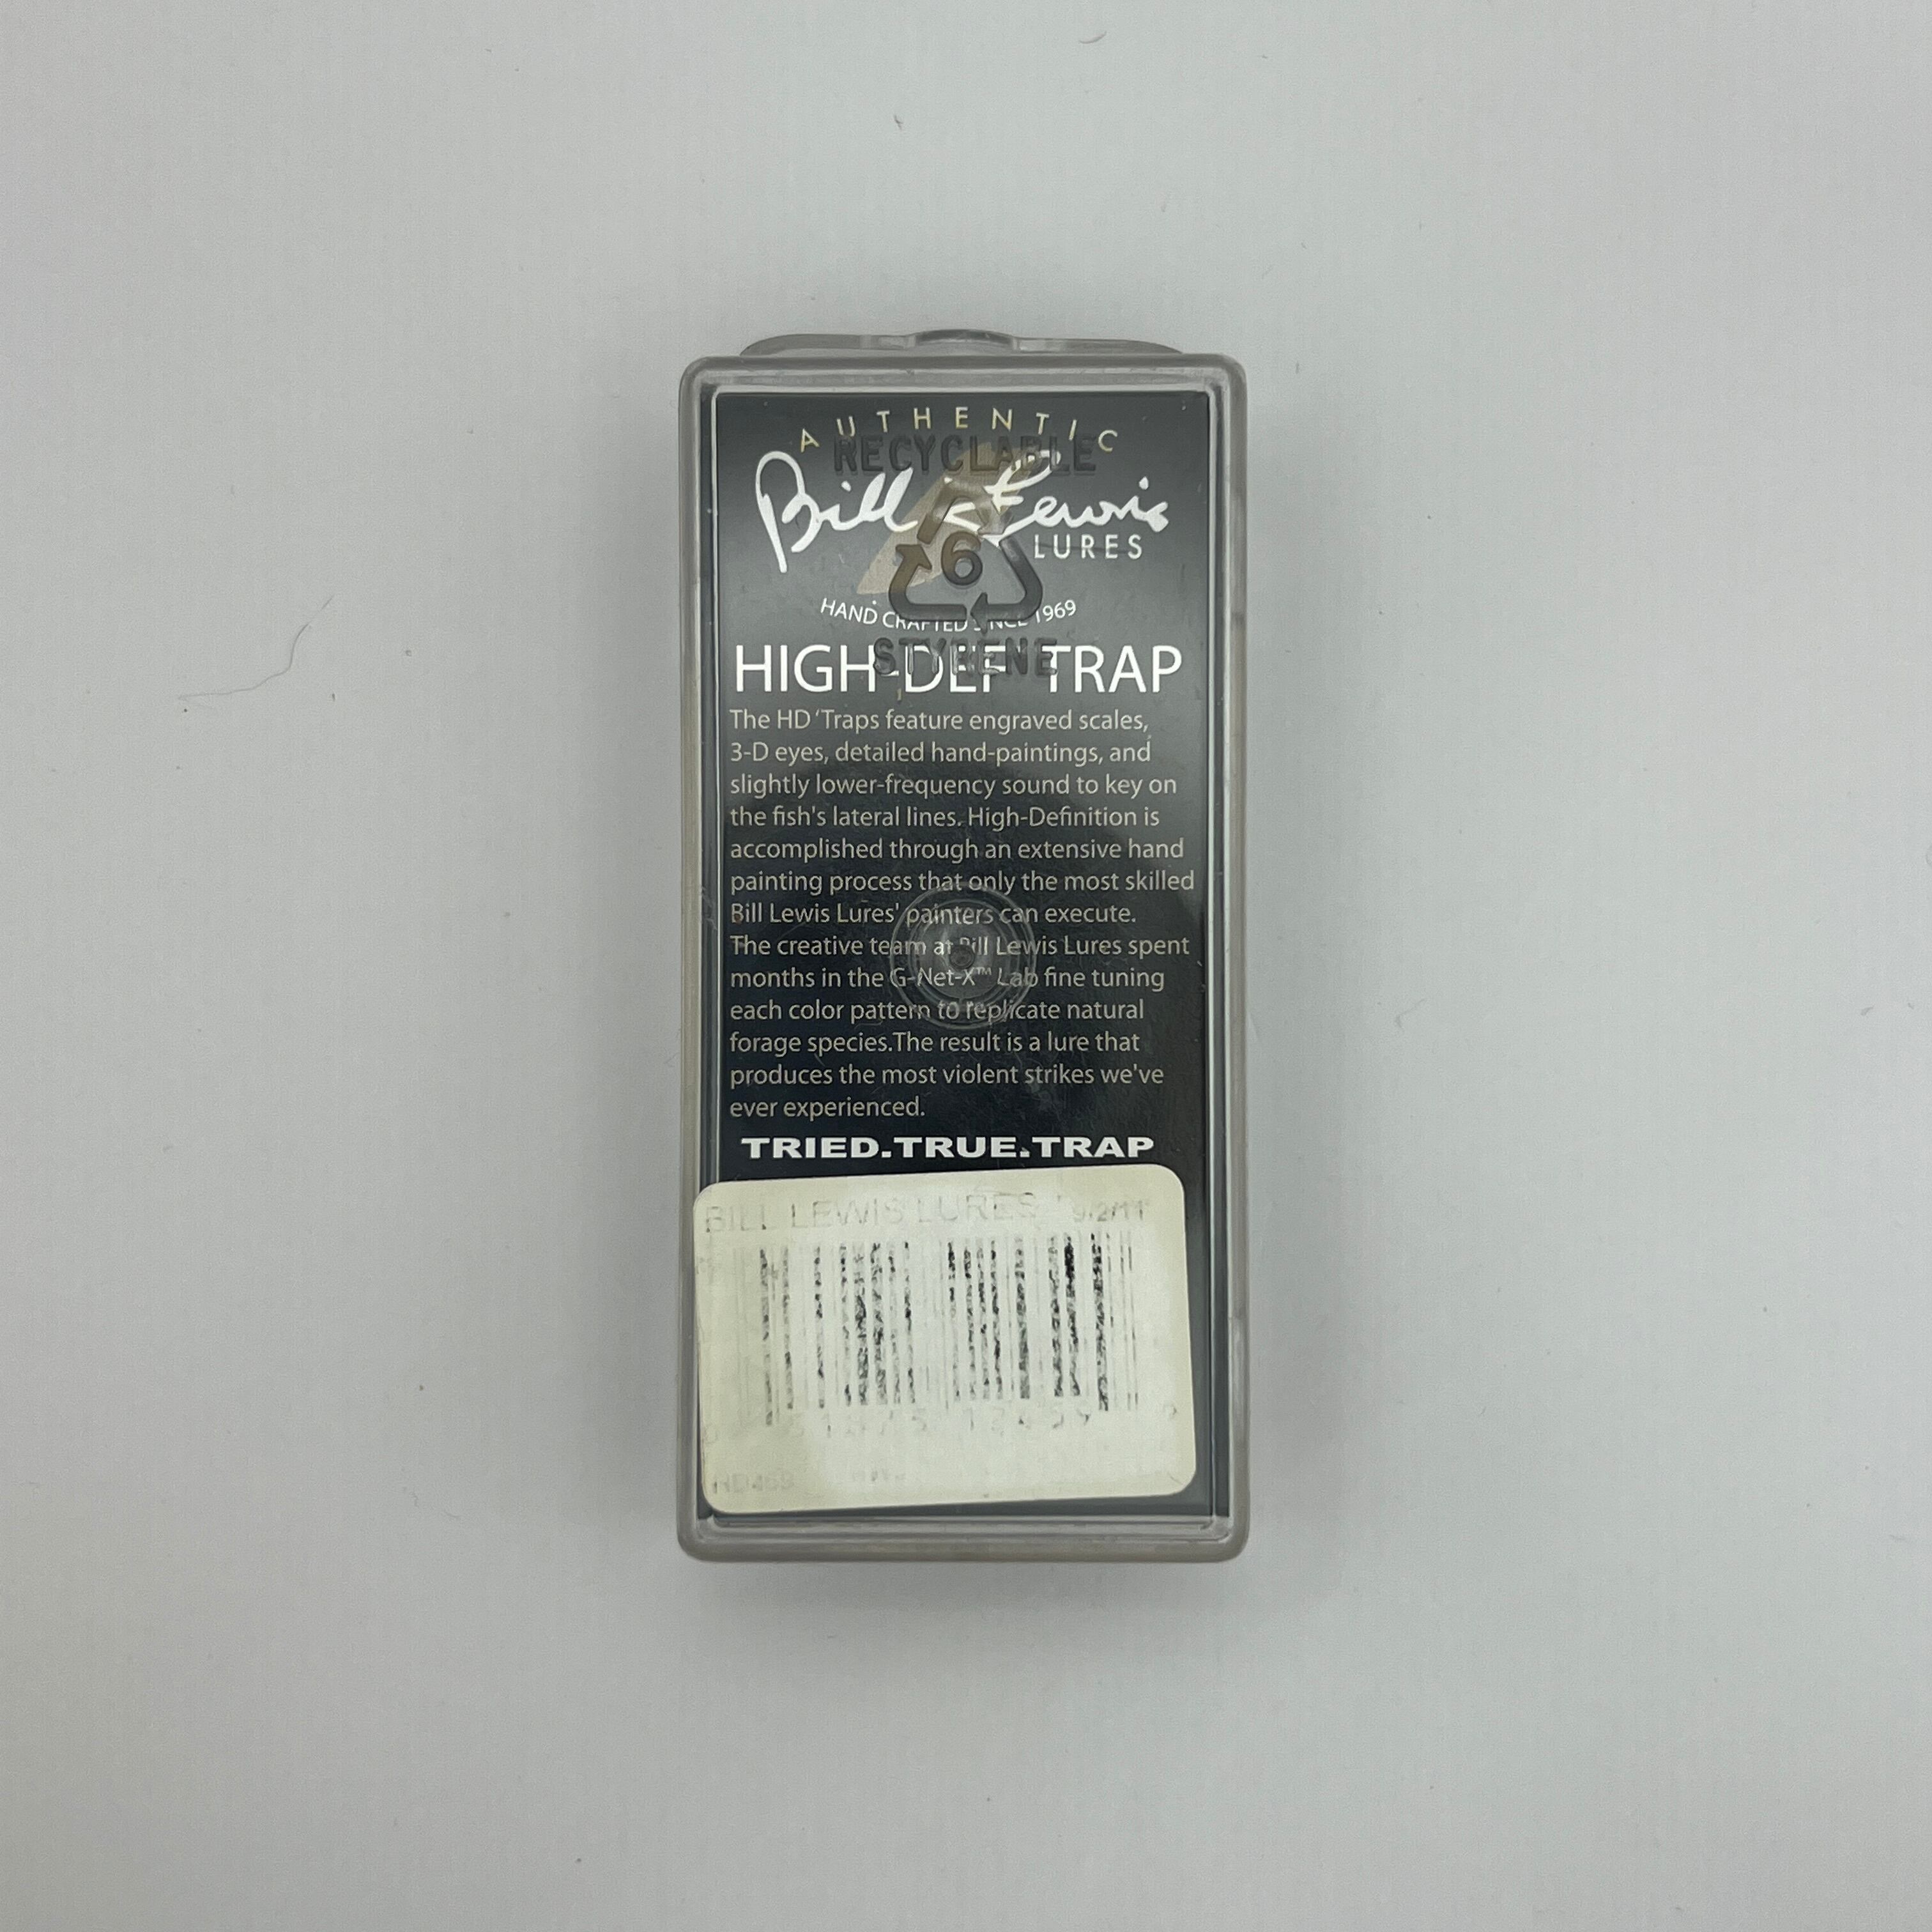 AUTHENTIC
RECYCLABLE
Bill Lewis
LURES
6
HAND CRAFTED SINCE 1969
STYRENE
HIGH-DEF TRAP
The HD ‘Traps feature engraved scales,
3-D eyes, detailed hand-paintings, and
slightly lower-frequency sound to key on
the fish's lateral lines. High-Definition is
accomplished through an extensive hand
painting process that only the most skilled
Bill Lewis Lures' painters can execute.
The creative team at Bill Lewis Lures spent
months in the G-Net-X™ Lab fine tuning
each color pattern to replicate natural
forage species.The result is a lure that
produces the most violent strikes we've
ever experienced.
TRIED.TRUE.TRAP
BILL LEWIS LURES 9/2/11